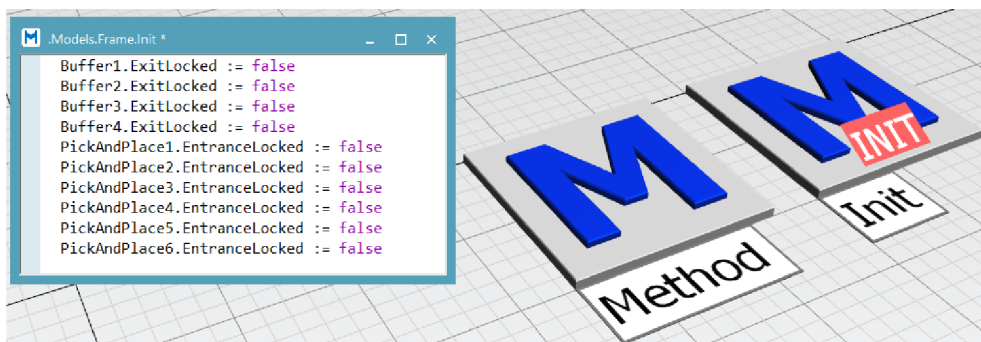 .Models.Frame.Init *
Buffer1.ExitLocked := false
Buffer2.ExitLocked := false
Buffer3.ExitLocked := false
Buffer4.ExitLocked := false
PickAndPlace1.EntranceLocked := false
PickAndPlace2.EntranceLocked := false
PickAndPlace3.EntranceLocked := false
PickAndPlace4.EntranceLocked := false
PickAndPlace5.EntranceLocked := false
PickAndPlace6.EntranceLocked := false
M
Method
M
INIT
Init